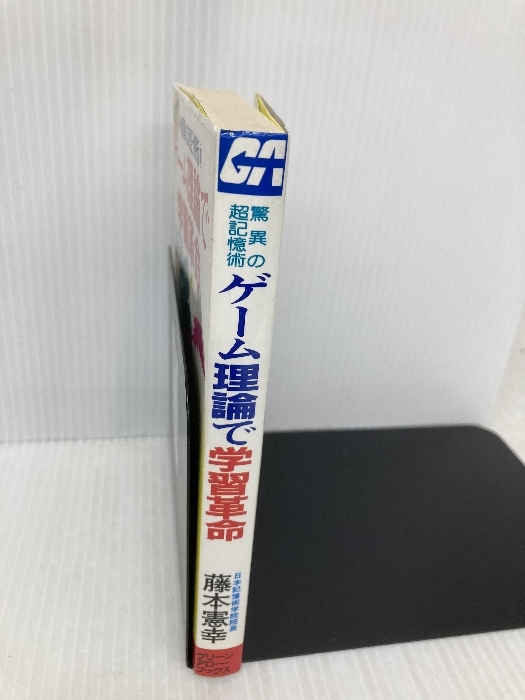 GA
驚異の
超記憶術
ゲーム理論で
学習革命
日本記憶術学院院長
藤本憲幸
グリーン
アロー・
ブックス